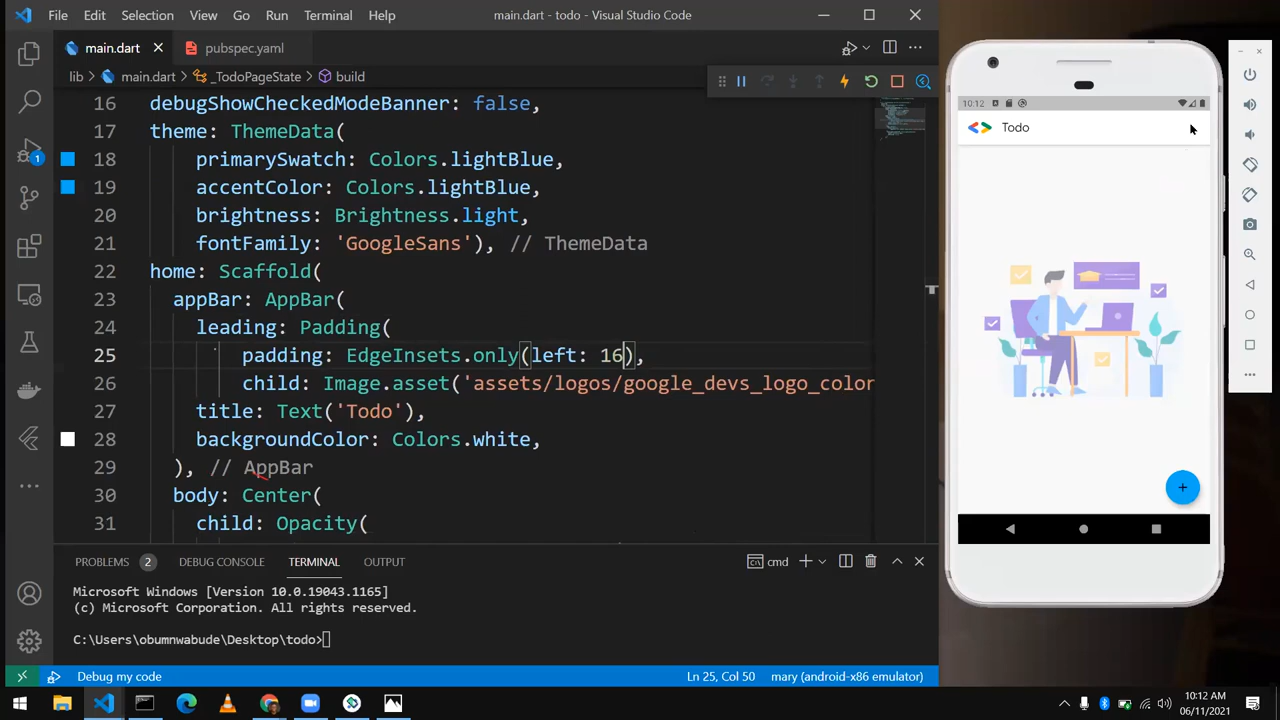 File Edit Selection View Go Run Terminal Help main.dart - todo - Visual Studio Code
main.dart pubspec.yaml
lib > main.dart > _TodoPageState > build
16 debugShowCheckedModeBanner: false,
17 theme: ThemeData(
18 primarySwatch: Colors.lightBlue,
19 accentColor: Colors.lightBlue,
20 brightness: Brightness.light,
21 fontFamily: 'GoogleSans'), // ThemeData
22 home: Scaffold(
23 appBar: AppBar(
24 leading: Padding(
25 padding: EdgeInsets.only(left: 16),
26 child: Image.asset('assets/logos/google_devs_logo_color
27 title: Text('Todo'),
28 backgroundColor: Colors.white,
29 ), // AppBar
30 body: Center(
31 child: Opacity(
PROBLEMS 2 DEBUG CONSOLE TERMINAL OUTPUT cmd
Microsoft Windows [Version 10.0.19043.1165]
(c) Microsoft Corporation. All rights reserved.
C:\Users\obumnwabude\Desktop\todo>
Debug my code Ln 25, Col 50 mary (android-x86 emulator)
1
10:12
Todo
+
10:12 AM
06/11/2021